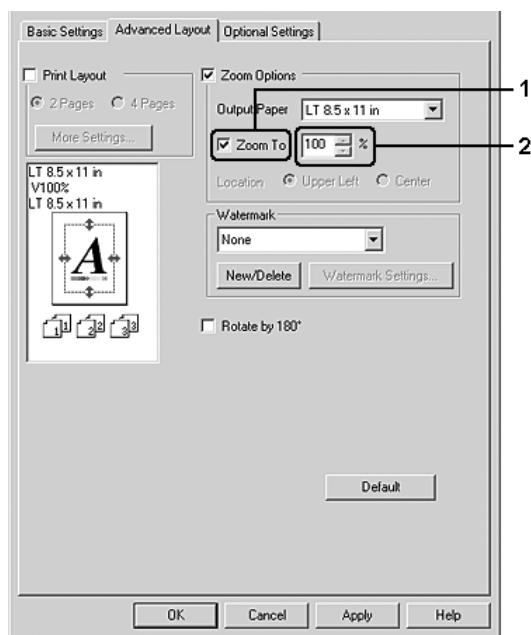 Basic Settings Advanced Layout Optional Settings
Print Layout
2 Pages 4 Pages
More Settings...
LT 8.5 x 11 in
V100%
LT 8.5 x 11 in
A
1 1 2 2 3 3
Zoom Options
Output Paper LT 8.5 x 11 in
Zoom To 100 %
1
2
Location Upper Left Center
Watermark
None
New/Delete Watermark Settings...
Rotate by 180°
Default
OK Cancel Apply Help